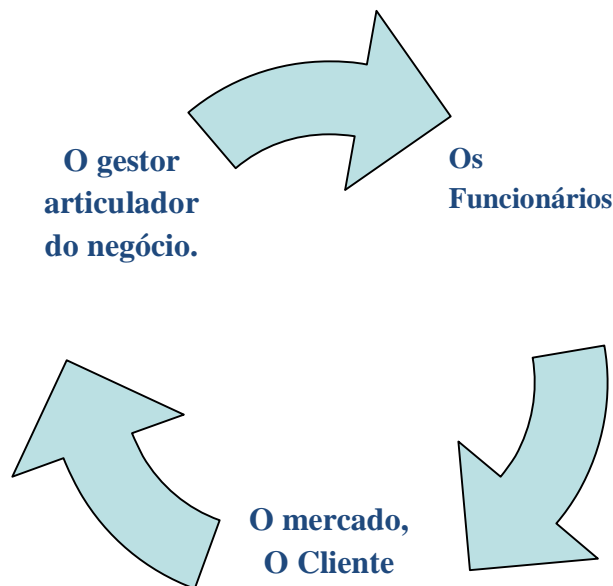 O gestor
articulador
do negócio.
Os
Funcionários
O mercado,
O Cliente